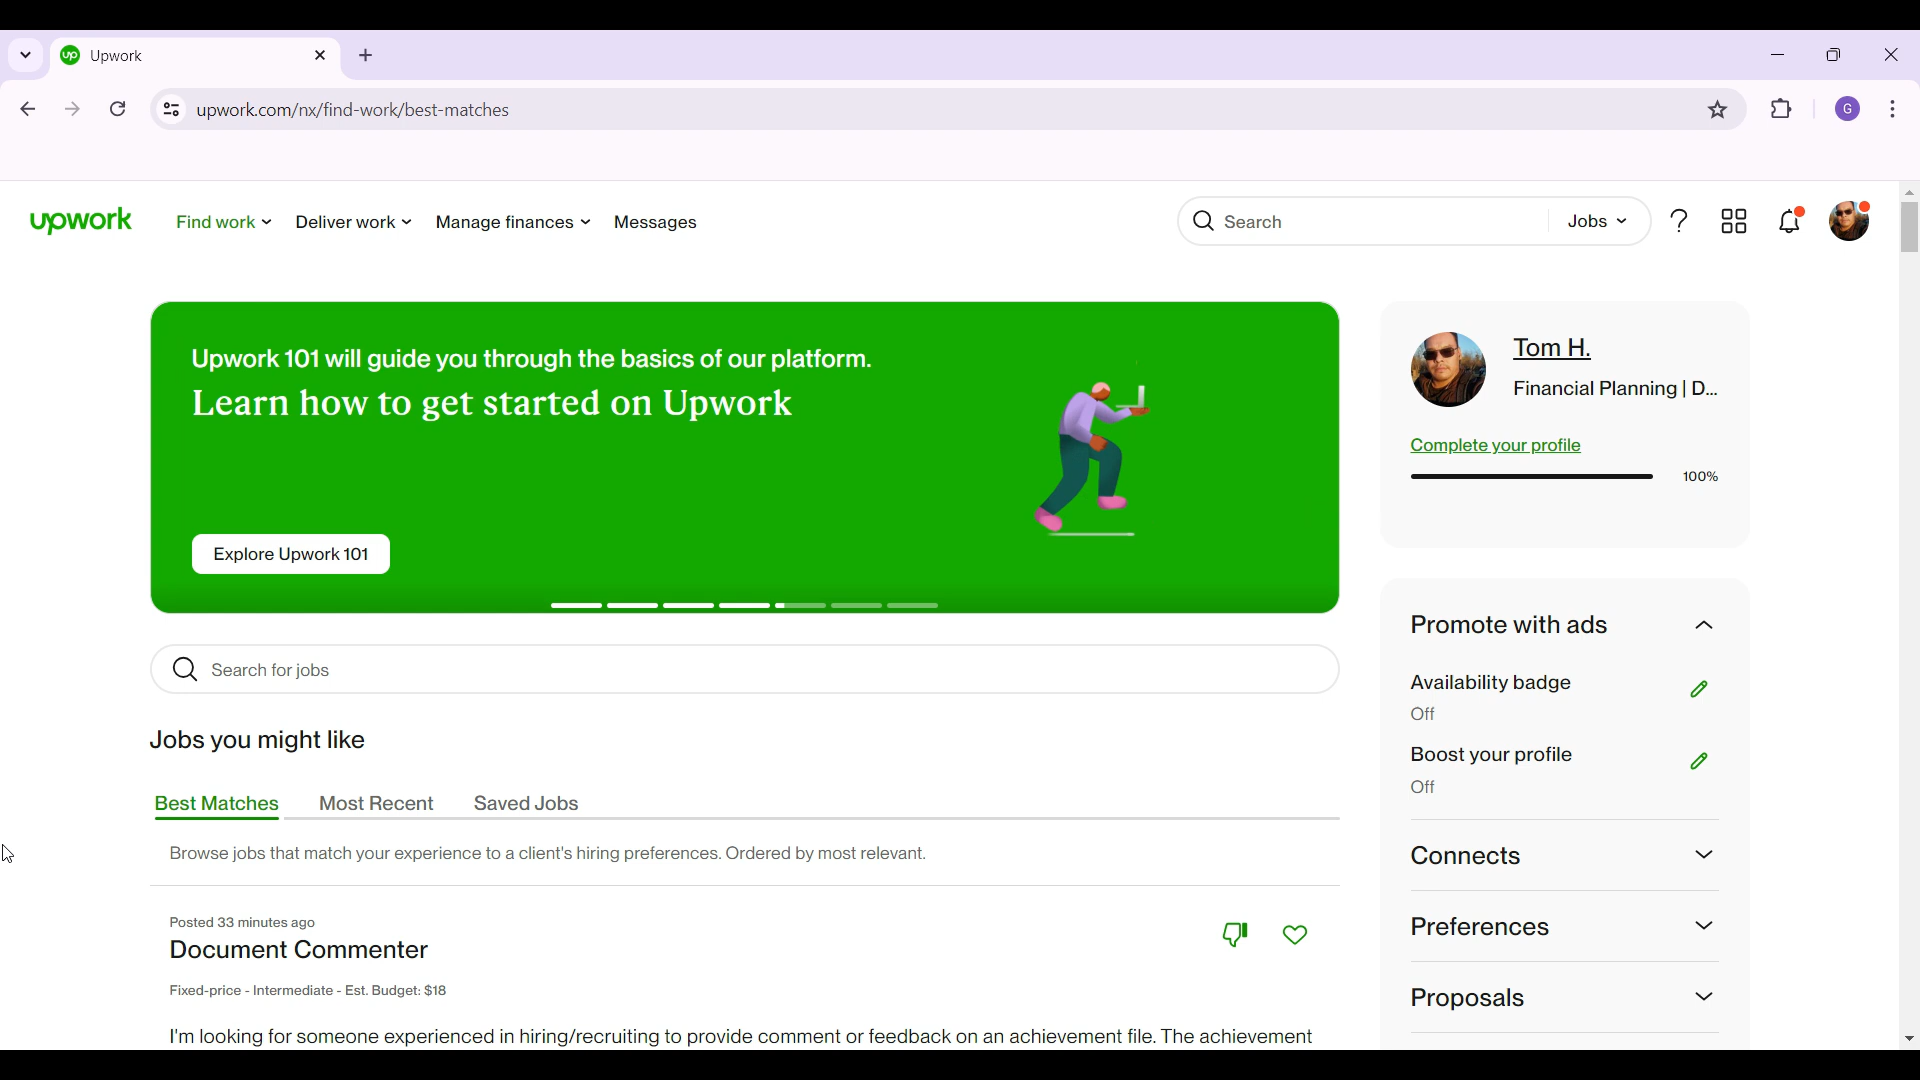 Upwork
upwork.com/nx/find-work/best-matches
G
upwork
Find work
Deliver work
Manage finances
Messages
Search
Jobs
Upwork 101 will guide you through the basics of our platform.
Learn how to get started on Upwork
Explore Upwork 101
Tom H.
Financial Planning | D...
Complete your profile
100%
Search for jobs
Jobs you might like
Best Matches
Most Recent
Saved Jobs
Browse jobs that match your experience to a client's hiring preferences. Ordered by most relevant.
Posted 33 minutes ago
Document Commenter
Fixed-price - Intermediate - Est. Budget: $18
I'm looking for someone experienced in hiring/recruiting to provide comment or feedback on an achievement file. The achievement
Promote with ads
Availability badge
Off
Boost your profile
Off
Connects
Preferences
Proposals